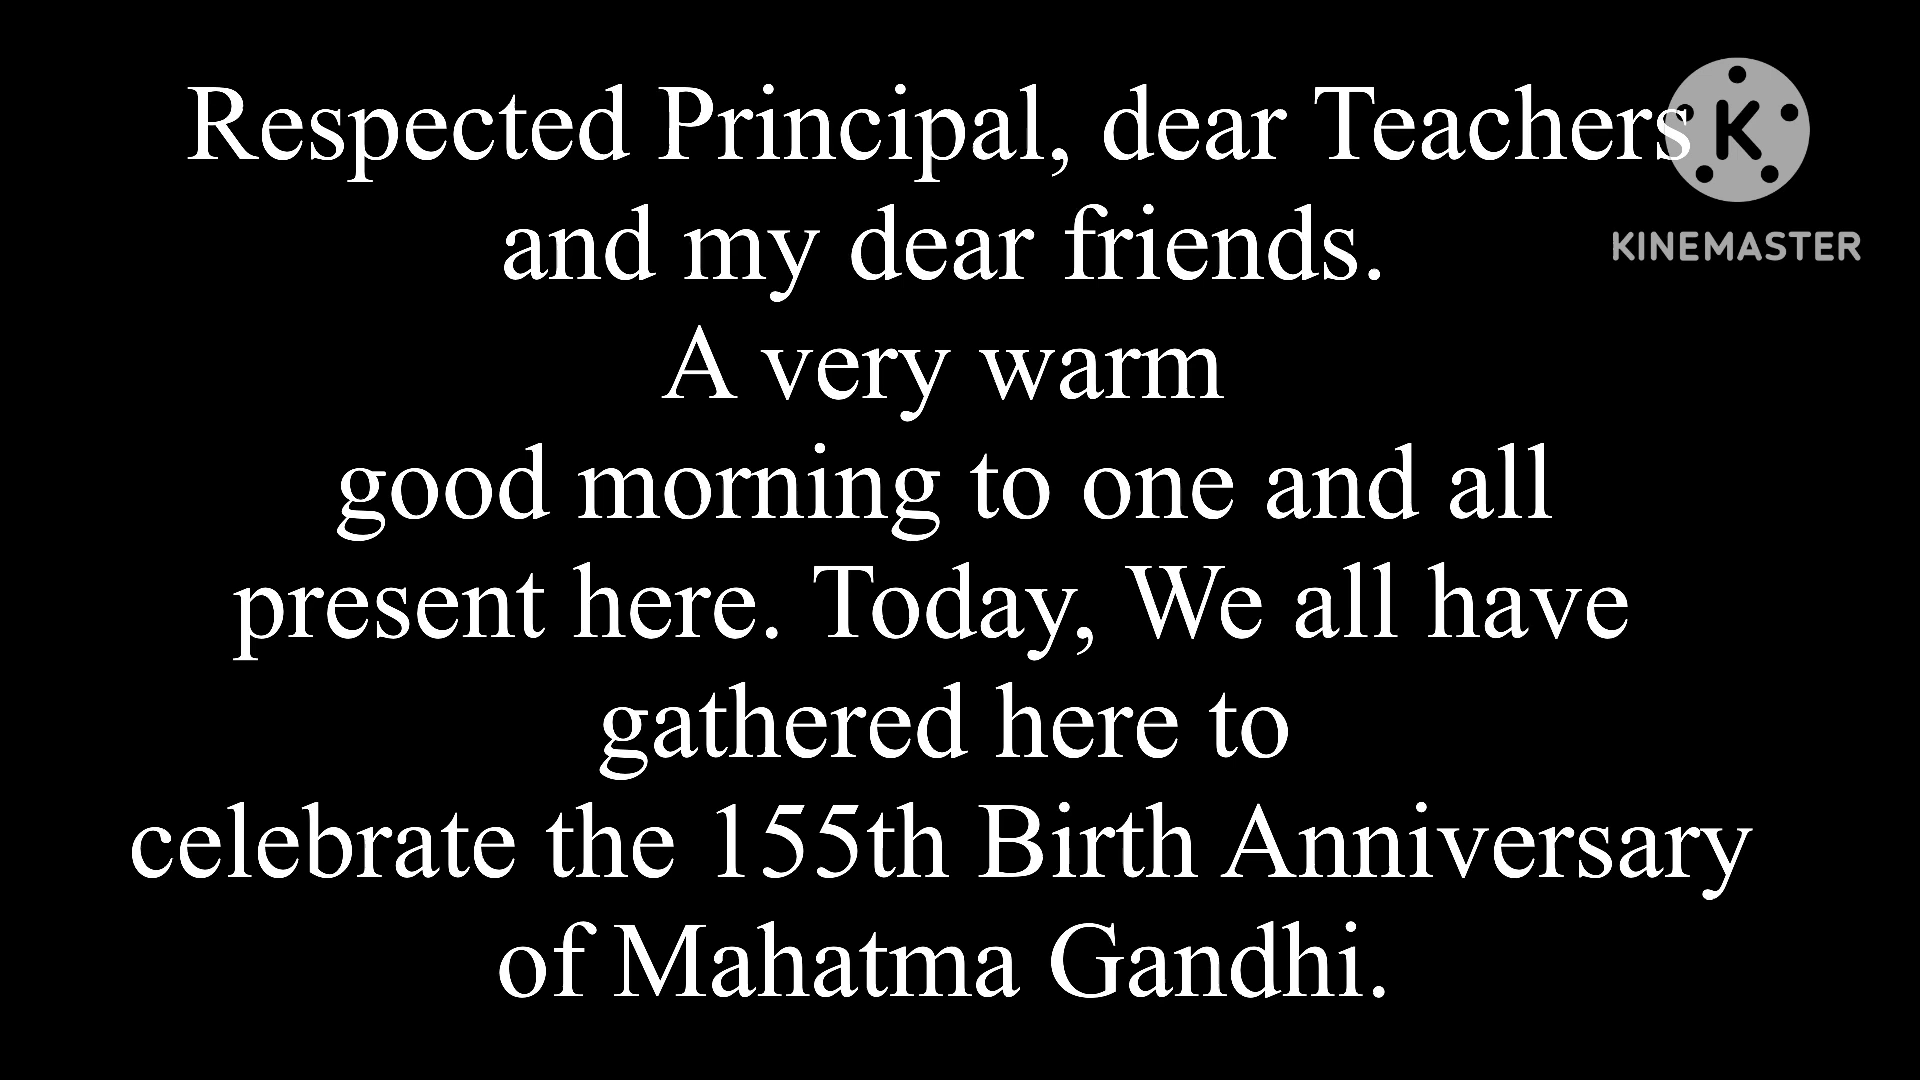 Respected Principal, dear Teachers
and my dear friends.
A very warm
good morning to one and all
present here. Today, We all have
gathered here to
celebrate the 155th Birth Anniversary
of Mahatma Gandhi.
K
KINEMASTER